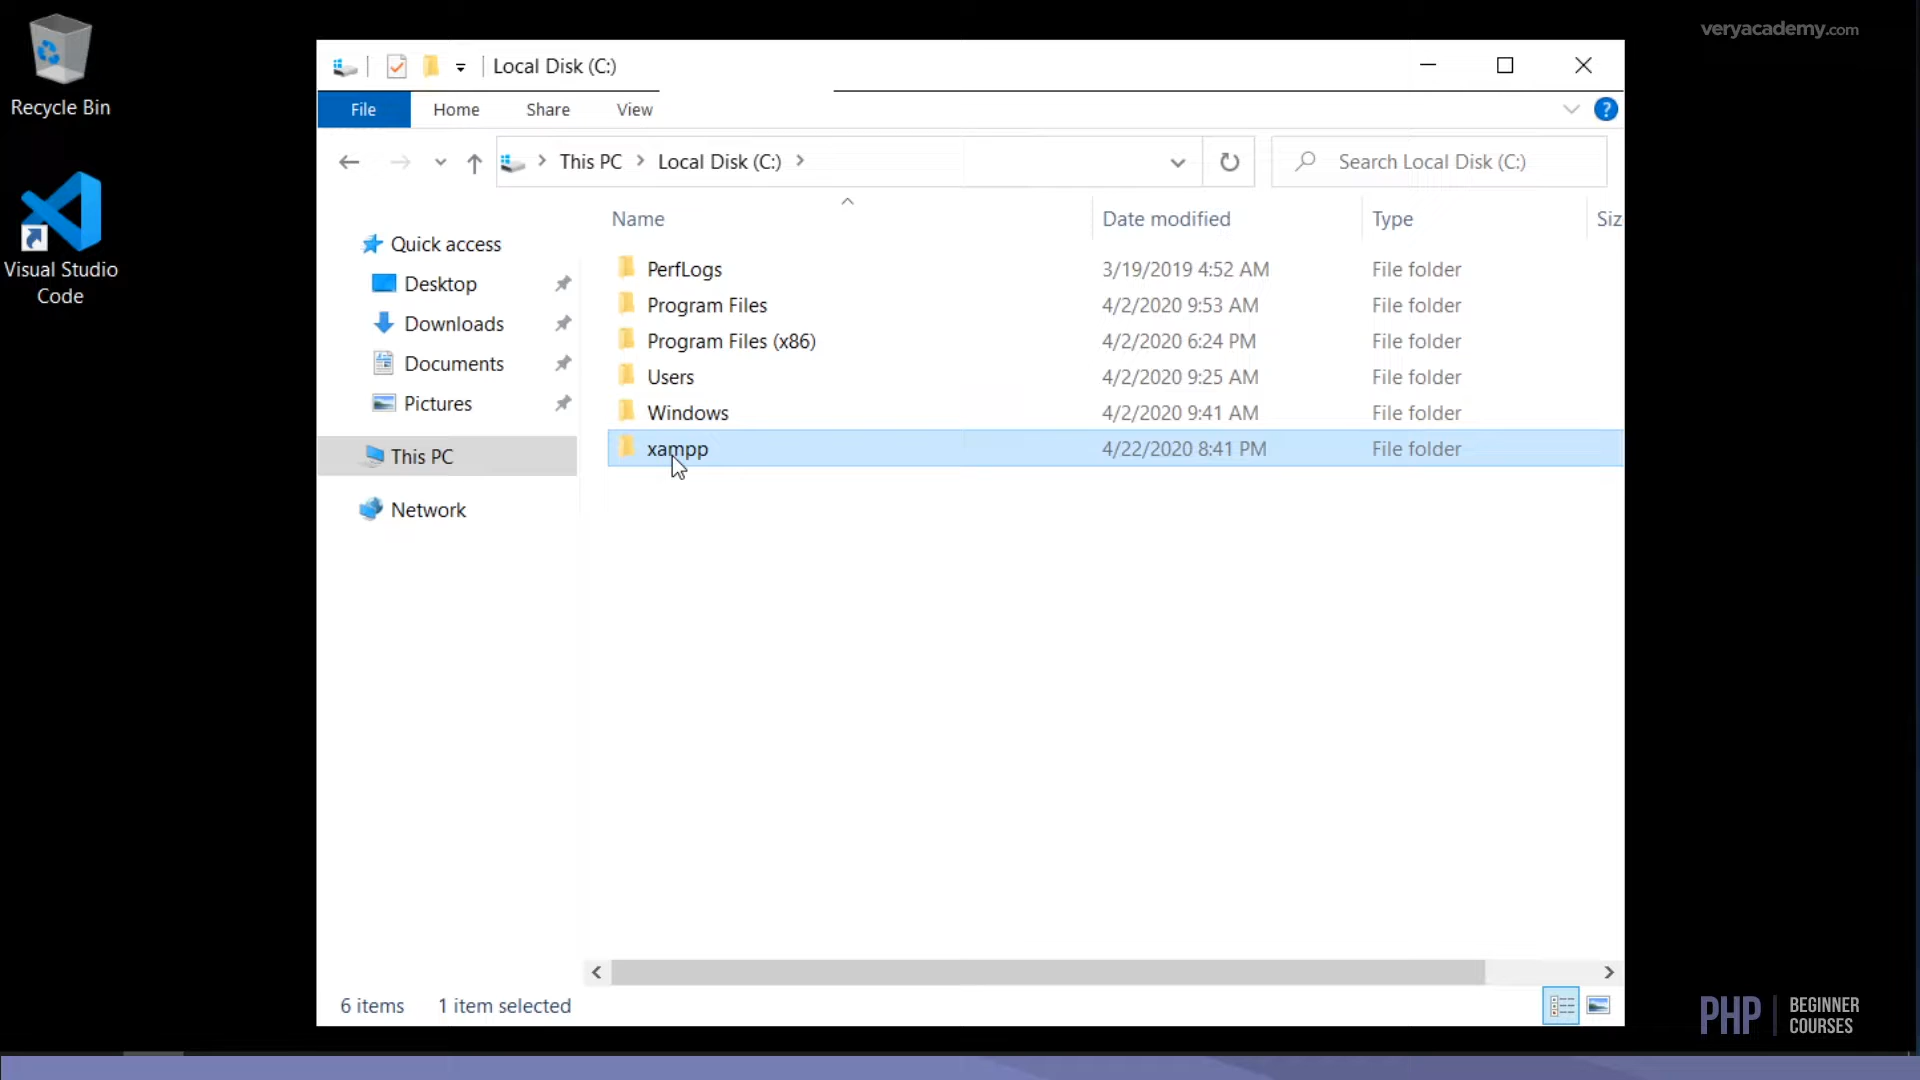 veryacademy.com
Recycle Bin
Visual Studio
Code
Local Disk (C:)
File Home Share View
?
This PC Local Disk (C:)
Search Local Disk (C:)
Name Date modified Type Siz
Quick access
Desktop
Downloads
Documents
Pictures
This PC
Network
PerfLogs 3/19/2019 4:52 AM File folder
Program Files 4/2/2020 9:53 AM File folder
Program Files (x86) 4/2/2020 6:24 PM File folder
Users 4/2/2020 9:25 AM File folder
Windows 4/2/2020 9:41 AM File folder
xampp 4/22/2020 8:41 PM File folder
6 items 1 item selected
PHP BEGINNER
COURSES